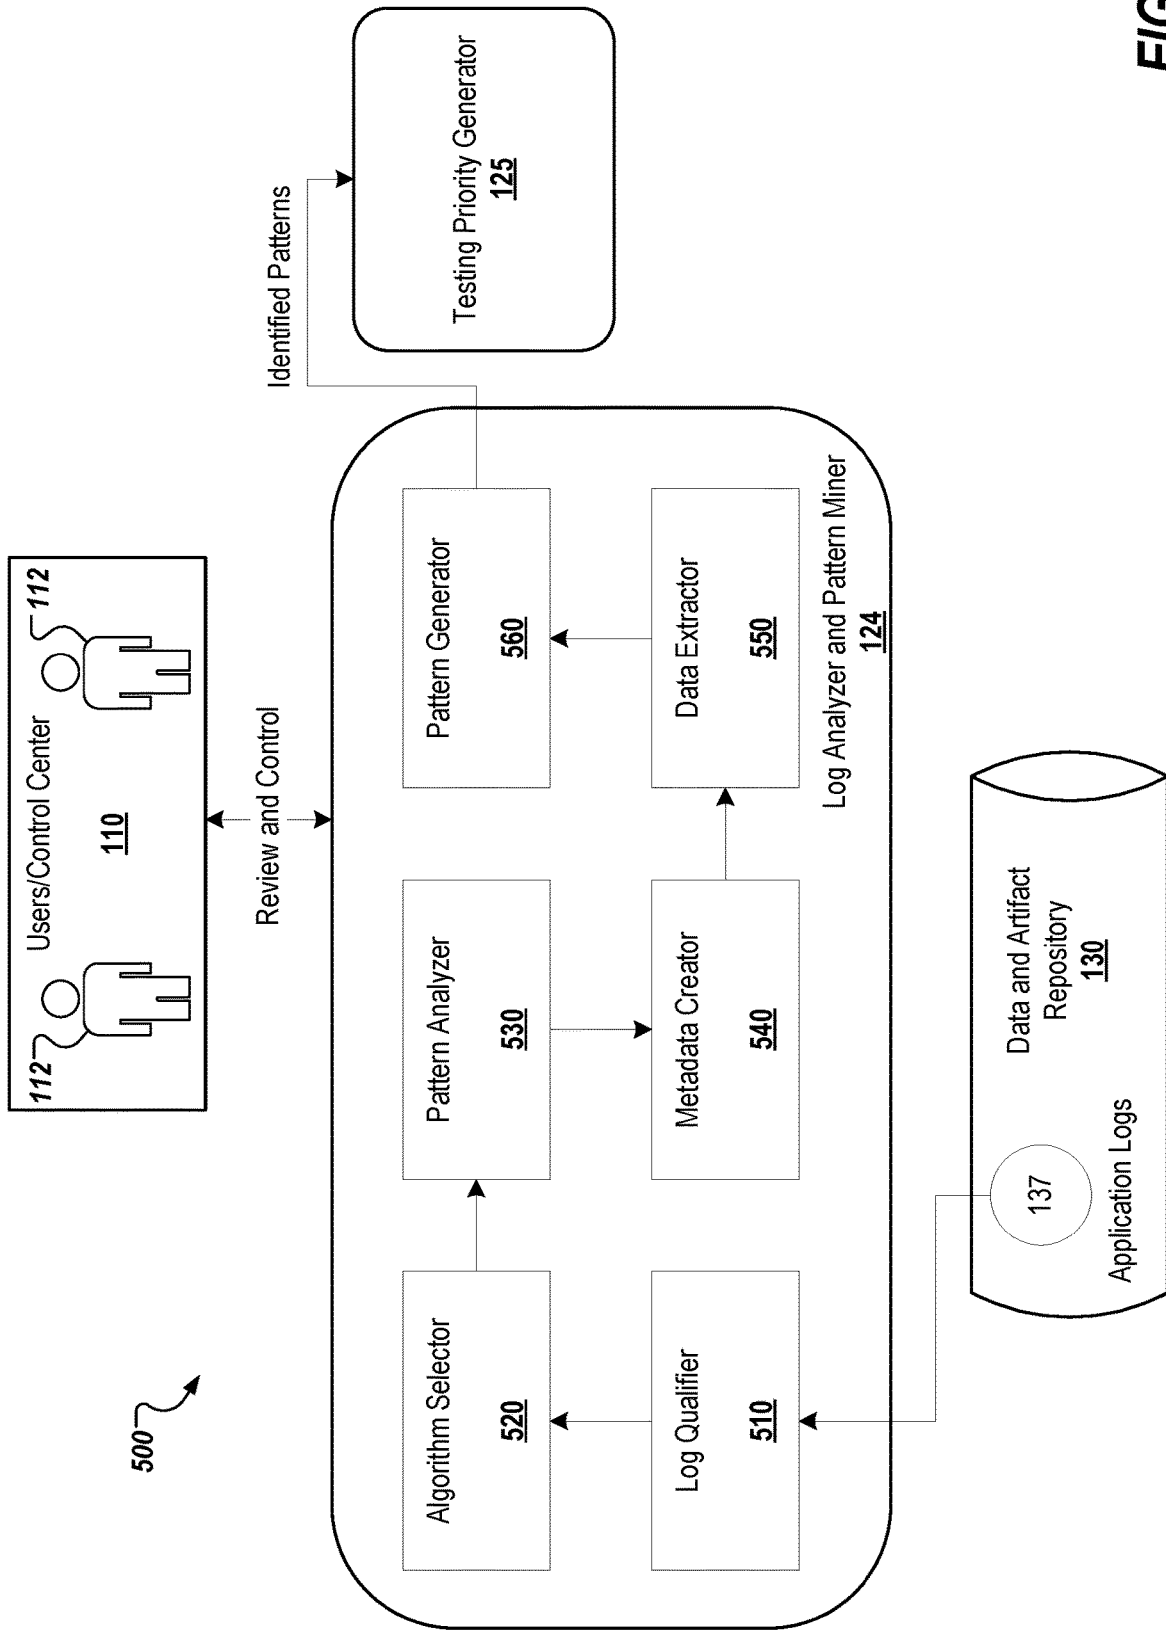 500
Users/Control Center
110
112
112
Review and Control
Algorithm Selector
520
Pattern Analyzer
530
Pattern Generator
560
Identified Patterns
Testing Priority Generator
125
Log Qualifier
510
Metadata Creator
540
Data Extractor
550
Log Analyzer and Pattern Miner
124
137
Application Logs
Data and Artifact
Repository
130